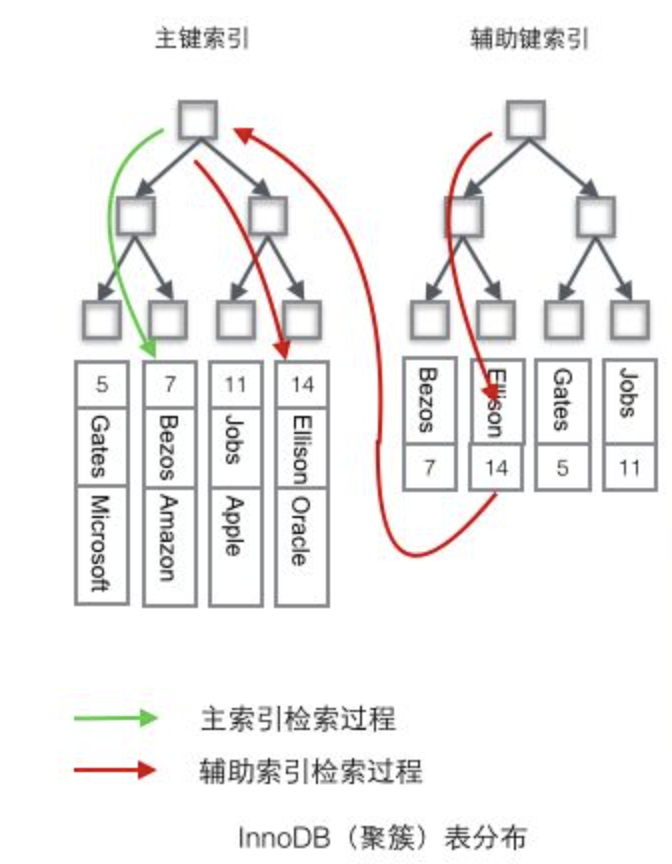 主键索引
辅助键索引
5
7
11
14
Gates
Bezos
Jobs
Ellison
Microsoft
Amazon
Apple
Oracle
Bezos
Ellison
Gates
Jobs
7
14
5
11
主索引检索过程
辅助索引检索过程
InnoDB（聚簇）表分布